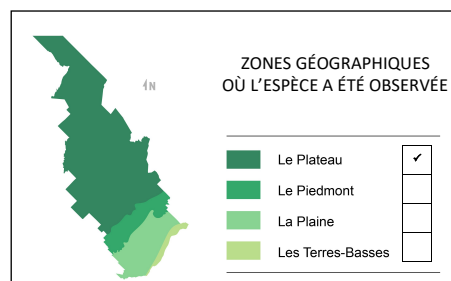 ZONES GÉOGRAPHIQUES
OÙ L'ESPÈCE A ÉTÉ OBSERVÉE
N
Le Plateau ✓
Le Piedmont
La Plaine
Les Terres-Basses